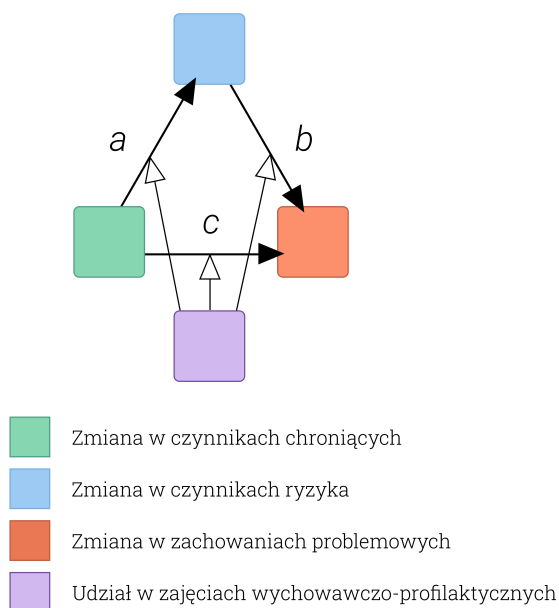 a
b
c
Zmiana w czynnikach chroniących
Zmiana w czynnikach ryzyka
Zmiana w zachowaniach problemowych
Udział w zajęciach wychowawczo-profilaktycznych